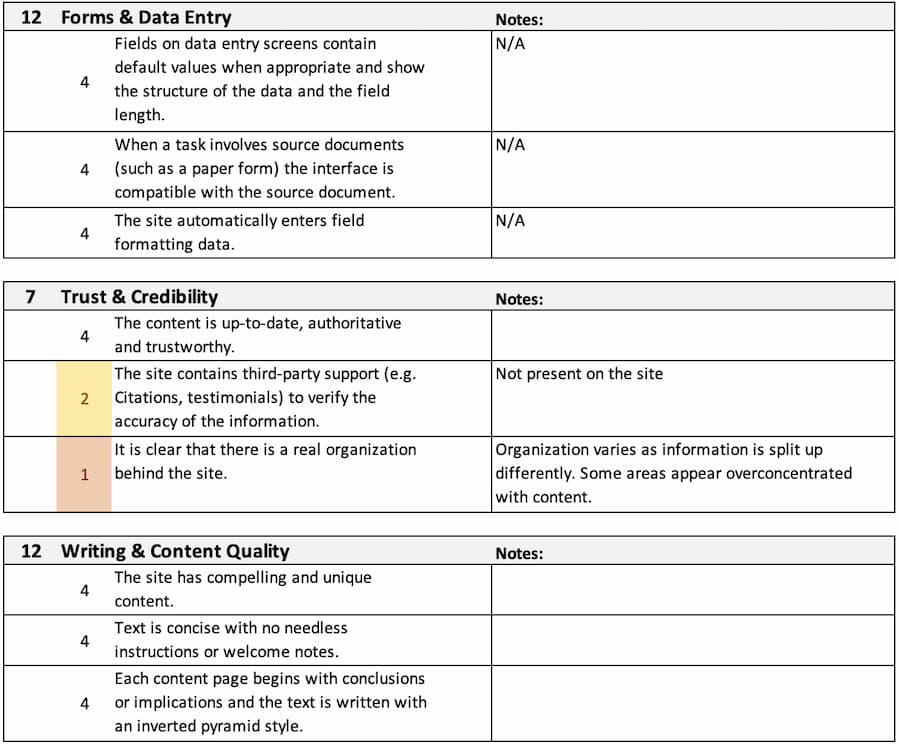 12 Forms & Data Entry Notes:
Fields on data entry screens contain N/A
default values when appropriate and show
4
the structure of the data and the field
length.
When a task involves source documents N/A
4 (such as a paper form) the interface is
compatible with the source document.
The site automatically enters field N/A
4
formatting data.
7 Trust & Credibility Notes:
The content is up-to-date, authoritative
4
and trustworthy.
The site contains third-party support (e.g. Not present on the site
2 Citations, testimonials) to verify the
accuracy of the information.
It is clear that there is a real organization Organization varies as information is split up
1 behind the site. differently. Some areas appear overconcentrated
with content.
12 Writing & Content Quality Notes:
The site has compelling and unique
4
content.
Text is concise with no needless
4
instructions or welcome notes.
Each content page begins with conclusions
4 or implications and the text is written with
an inverted pyramid style.